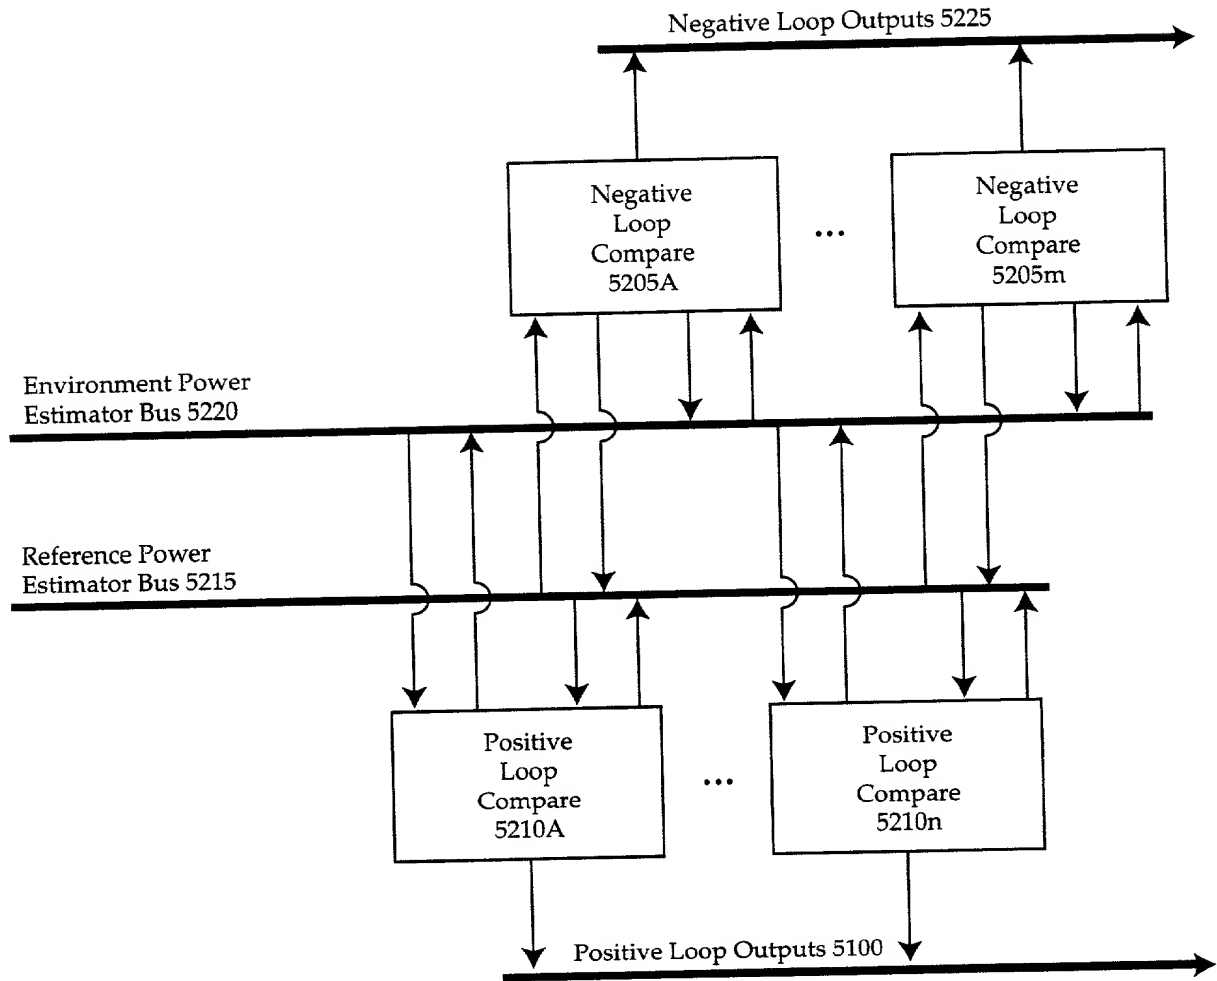 Negative Loop Outputs 5225
Negative
Loop
Compare
5205A
...
Negative
Loop
Compare
5205m
Environment Power
Estimator Bus 5220
Reference Power
Estimator Bus 5215
Positive
Loop
Compare
5210A
...
Positive
Loop
Compare
5210n
Positive Loop Outputs 5100